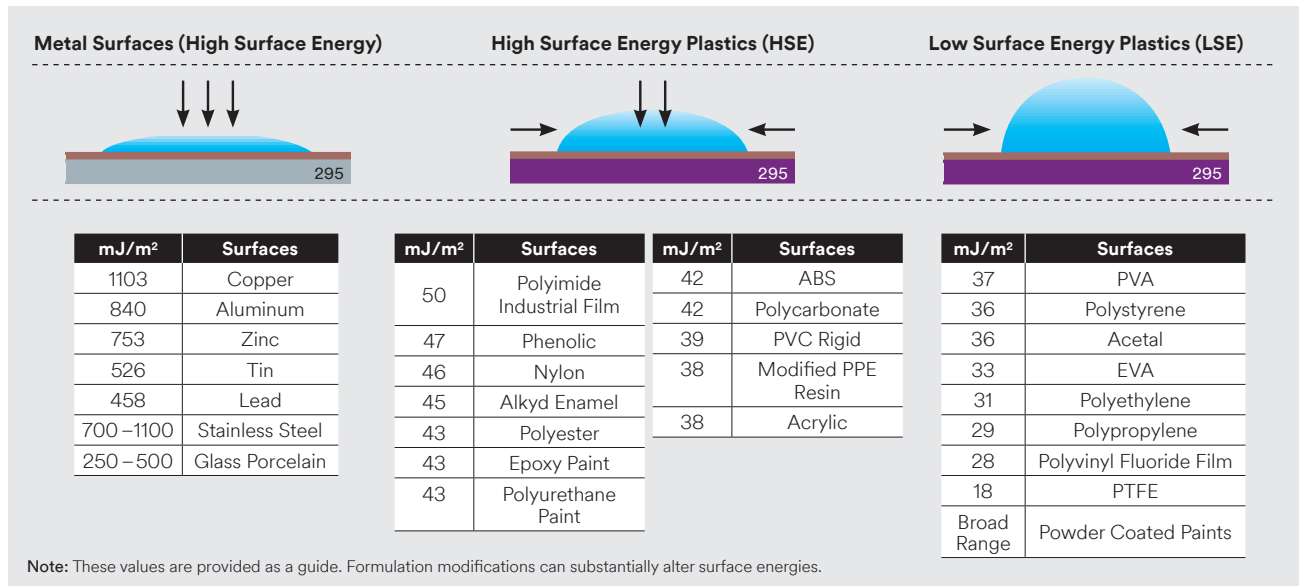 Metal Surfaces (High Surface Energy)
High Surface Energy Plastics (HSE)
Low Surface Energy Plastics (LSE)
295
295
295
mJ/m² Surfaces
1103 Copper
840 Aluminum
753 Zinc
526 Tin
458 Lead
700–1100 Stainless Steel
250–500 Glass Porcelain
mJ/m² Surfaces
50 Polyimide
Industrial Film
47 Phenolic
46 Nylon
45 Alkyd Enamel
43 Polyester
43 Epoxy Paint
43 Polyurethane
Paint
mJ/m² Surfaces
42 ABS
42 Polycarbonate
39 PVC Rigid
38 Modified PPE
Resin
38 Acrylic
mJ/m² Surfaces
37 PVA
36 Polystyrene
36 Acetal
33 EVA
31 Polyethylene
29 Polypropylene
28 Polyvinyl Fluoride Film
18 PTFE
Broad
Range Powder Coated Paints
Note: These values are provided as a guide. Formulation modifications can substantially alter surface energies.